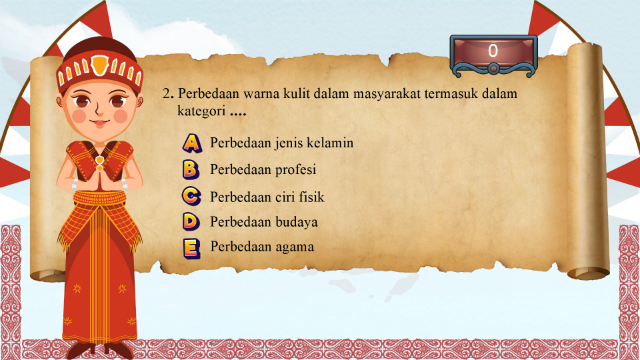 0
2. Perbedaan warna kulit dalam masyarakat termasuk dalam
kategori ....
A Perbedaan jenis kelamin
B Perbedaan profesi
C Perbedaan ciri fisik
D Perbedaan budaya
E Perbedaan agama